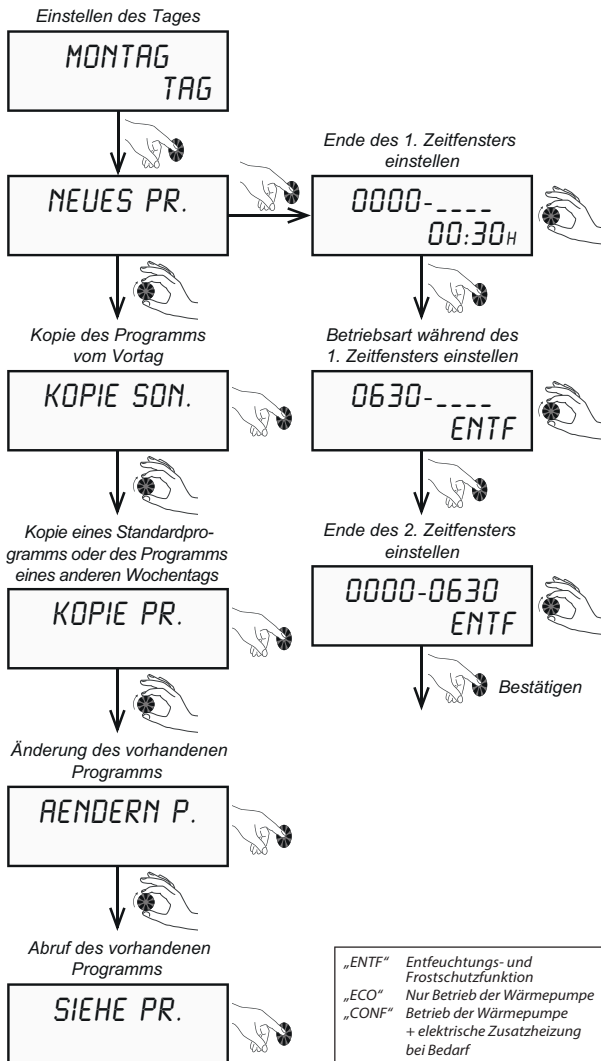 Einstellen des Tages
MONTAG
TAG
NEUES PR.
Kopie des Programms
vom Vortag
KOPIE SON.
Kopie eines Standardpro-
gramms oder des Programms
eines anderen Wochentags
KOPIE PR.
Änderung des vorhandenen
Programms
AENDERN P.
Abruf des vorhandenen
Programms
SIEHE PR.
Ende des 1. Zeitfensters
einstellen
0000-____
00:30H
Betriebsart während des
1. Zeitfensters einstellen
0630-____
ENTF
Ende des 2. Zeitfensters
einstellen
0000-0630
ENTF
Bestätigen
„ENTF“ Entfeuchtungs- und
Frostschutzfunktion
„ECO“ Nur Betrieb der Wärmepumpe
„CONF“ Betrieb der Wärmepumpe
+ elektrische Zusatzheizung
bei Bedarf